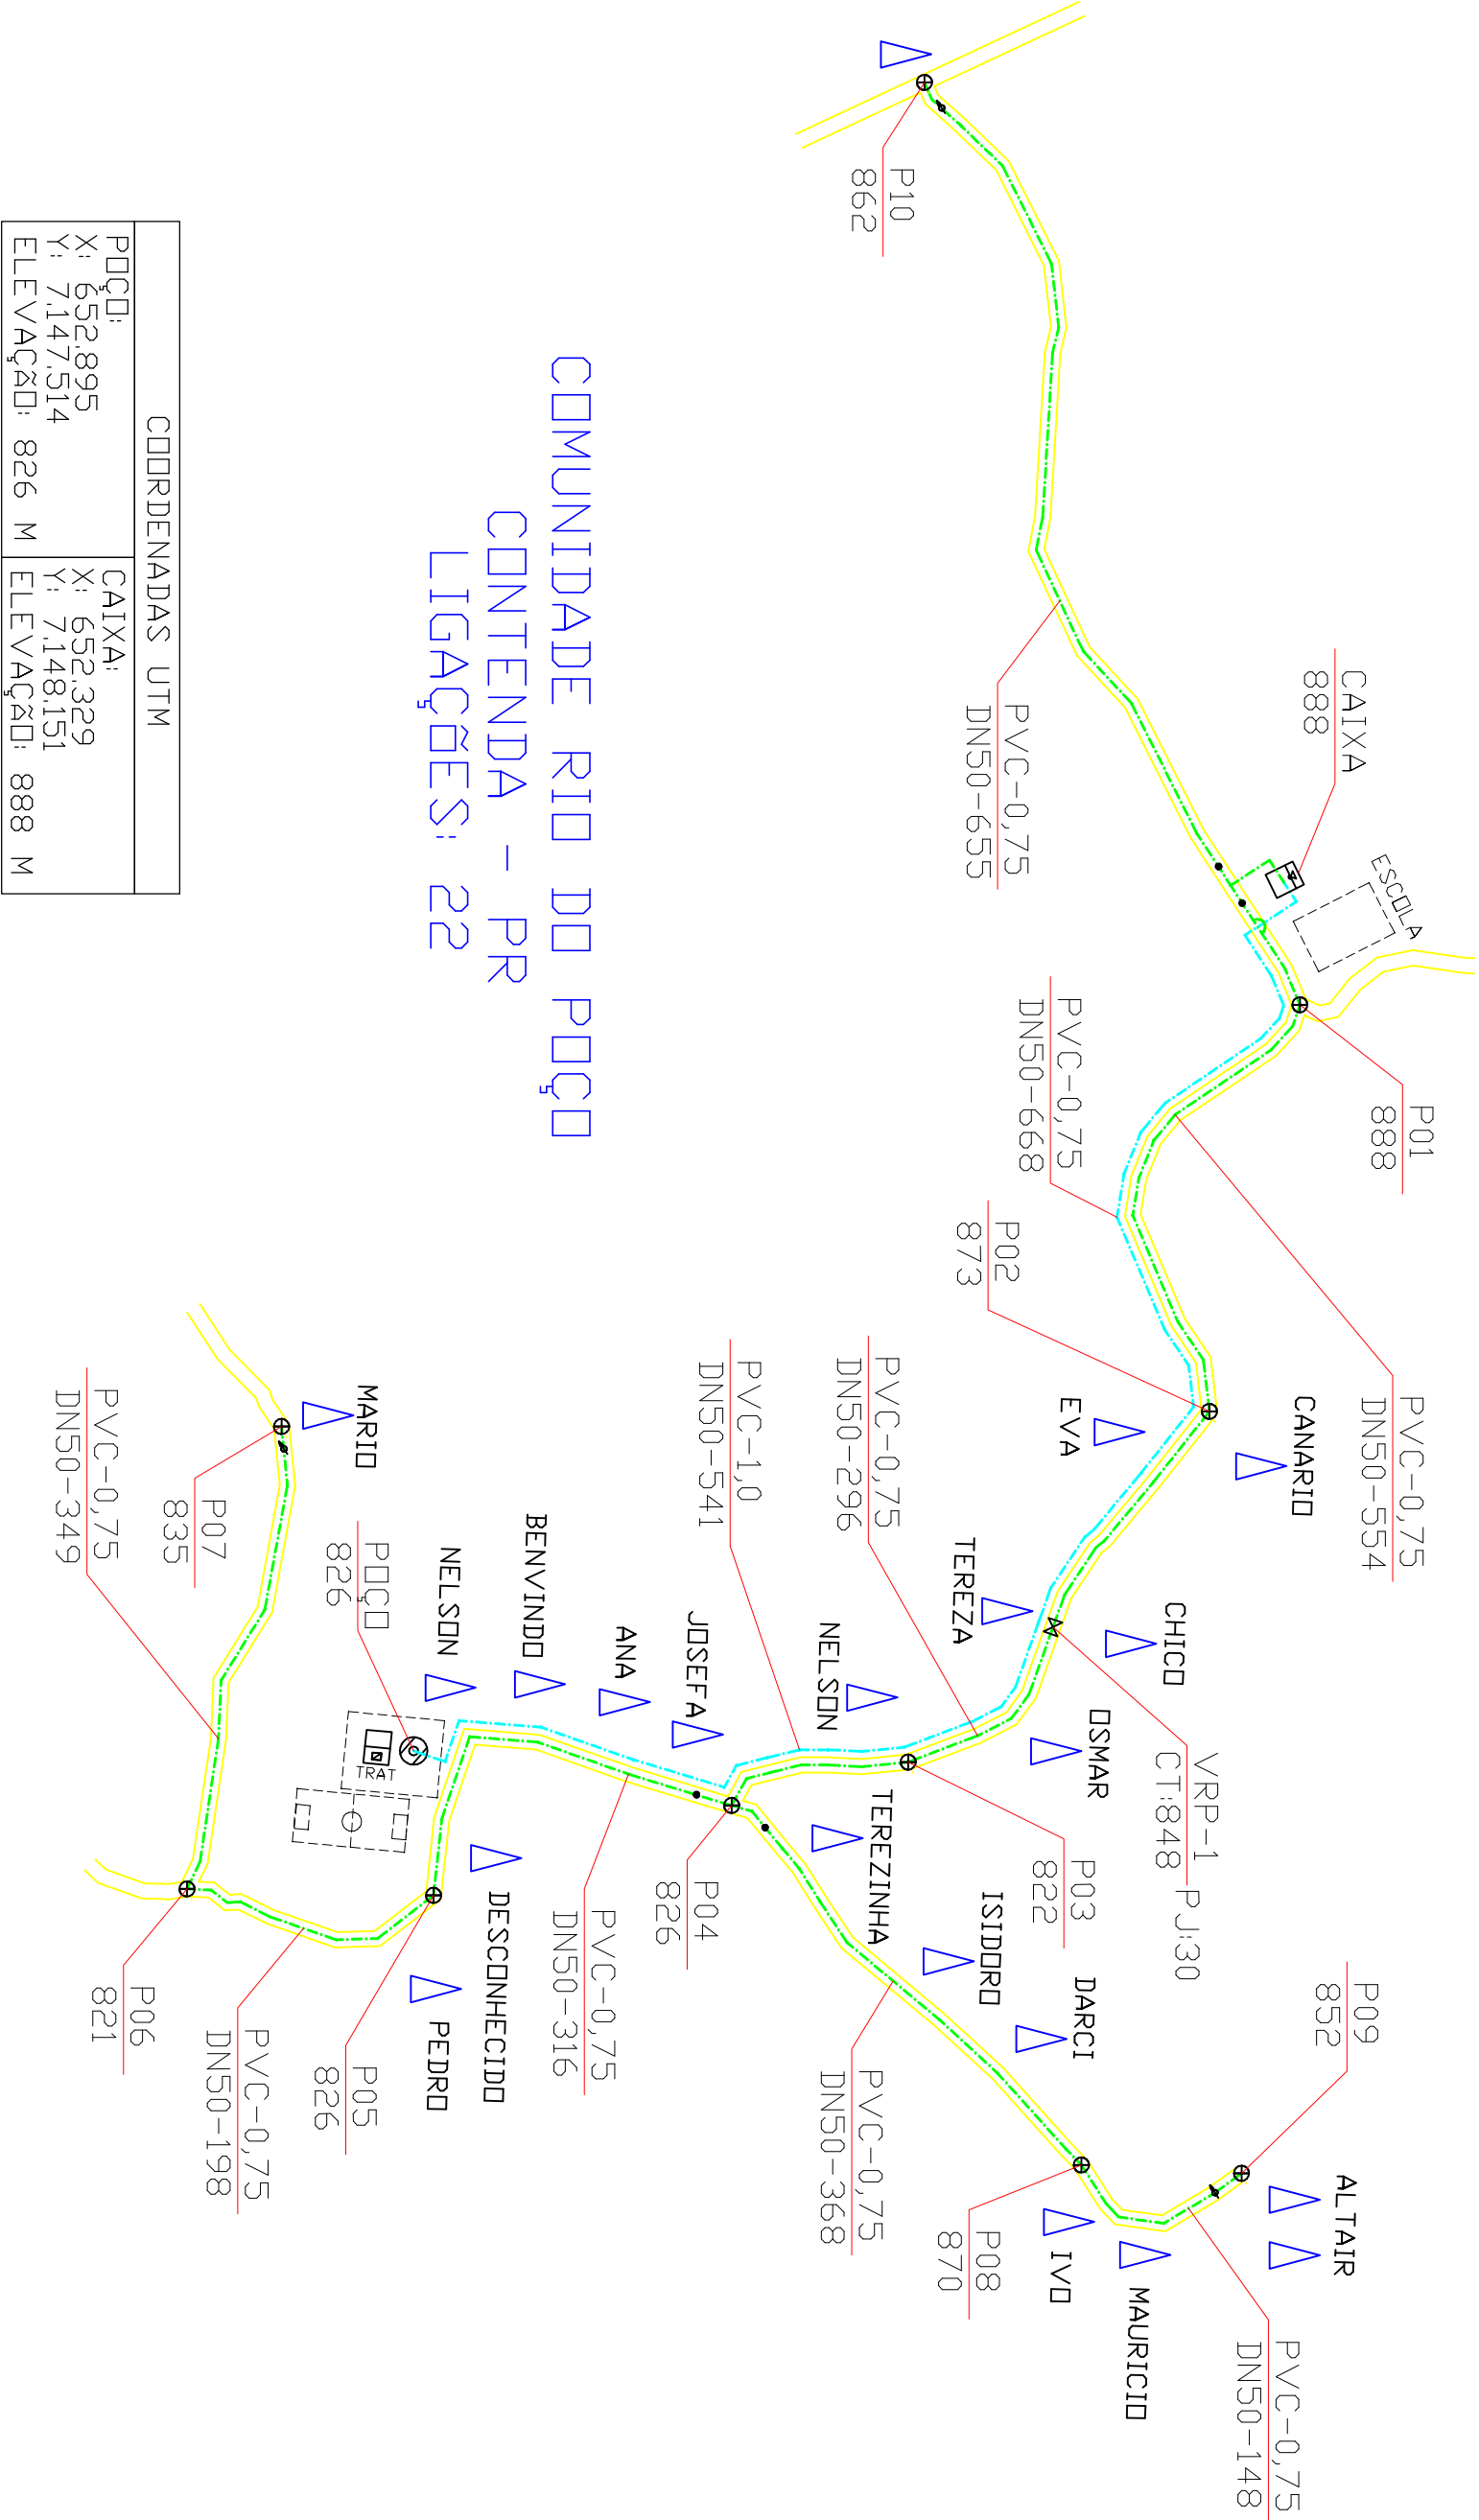 P10
862
CAIXA
888
ESCOLA
PVC-0,75
DN50-655
P01
888
PVC-0,75
DN50-668
P02
873
PVC-0,75
DN50-554
CANARIO
EVA
PVC-0,75
DN50-296
PVC-1,0
DN50-541
TEREZA
CHICO
OSMAR
VRP-1
CT:848
PJ:30
NELSON
JOSEFA
ANA
BENVINDO
NELSON
POÇO
826
TRAT
MARIO
P07
835
PVC-0,75
DN50-349
TEREZINHA
P03
822
ISIDORO
DARCI
P09
852
P04
826
DESCONHECIDO
PVC-0,75
DN50-316
PEDRO
P05
826
P06
821
PVC-0,75
DN50-198
PVC-0,75
DN50-368
P08
870
IVO
MAURICIO
ALTAIR
PVC-0,75
DN50-148
COMUNIDADE RIO DO POÇO
CONTENDA - PR
LIGAÇÕES: 22
COORDENADAS UTM
POÇO:
X: 652.895
Y: 7.147.514
ELEVAÇÃO: 826 M
CAIXA:
X: 652.329
Y: 7.148.151
ELEVAÇÃO: 888 M